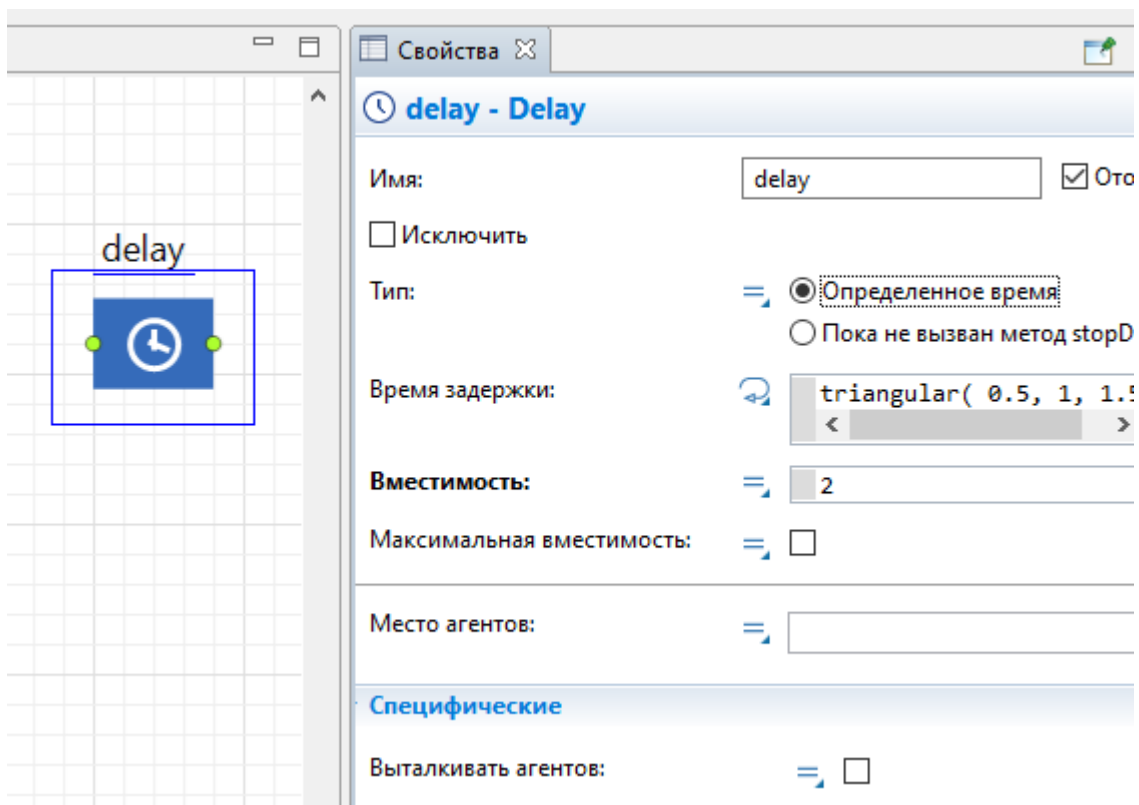 Свойства
delay - Delay
delay
Имя:
delay
Ото
Исключить
Тип:
Определенное время
Пока не вызван метод stopD
Время задержки:
triangular( 0.5, 1, 1.5
Вместимость:
2
Максимальная вместимость:
Место агентов:
Специфические
Выталкивать агентов: